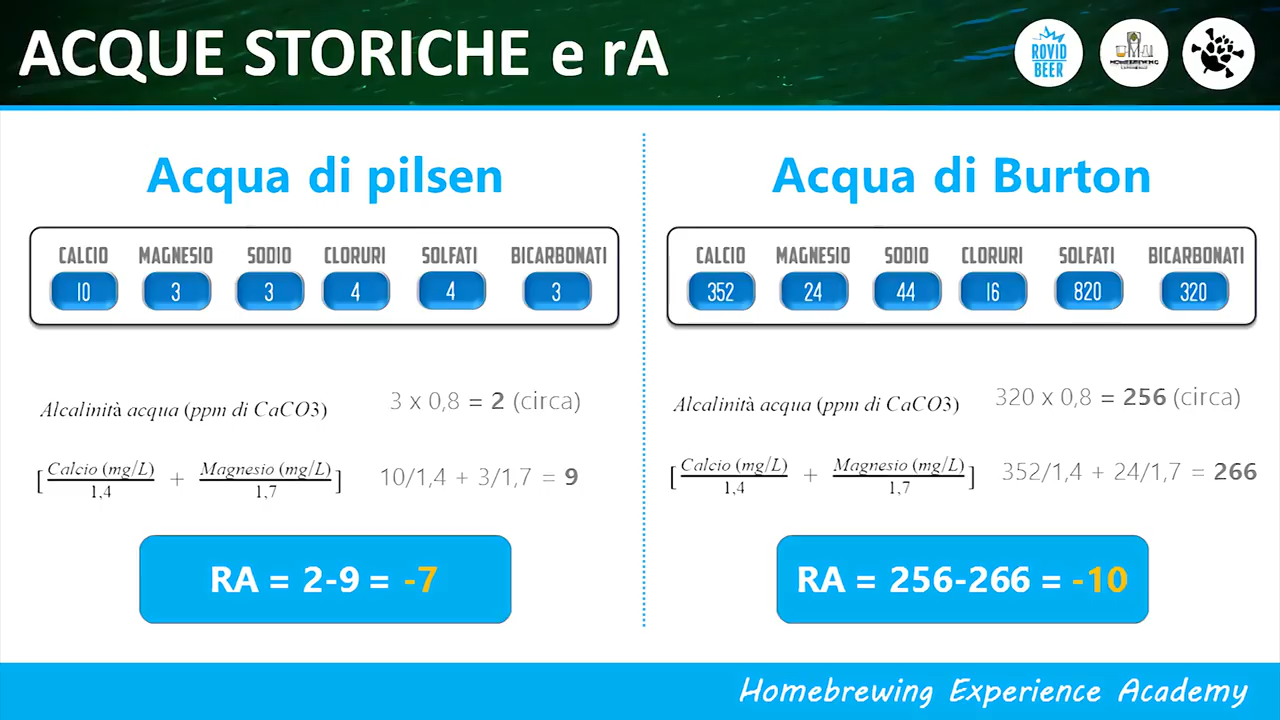 ACQUE STORICHE e rA
ROVID
BEER
HOMEBREWING
Acqua di pilsen
CALCIO MAGNESIO SODIO CLORURI SOLFATI BICARBONATI
10 3 3 4 4 3
Alcalinità acqua (ppm di CaCO3) 3 x 0,8 = 2 (circa)
[Calcio (mg/L) + Magnesio (mg/L)] 10/1,4 + 3/1,7 = 9
1,4 1,7
RA = 2-9 = -7
Acqua di Burton
CALCIO MAGNESIO SODIO CLORURI SOLFATI BICARBONATI
352 24 44 16 820 320
Alcalinità acqua (ppm di CaCO3) 320 x 0,8 = 256 (circa)
[Calcio (mg/L) + Magnesio (mg/L)] 352/1,4 + 24/1,7 = 266
1,4 1,7
RA = 256-266 = -10
Homebrewing Experience Academy